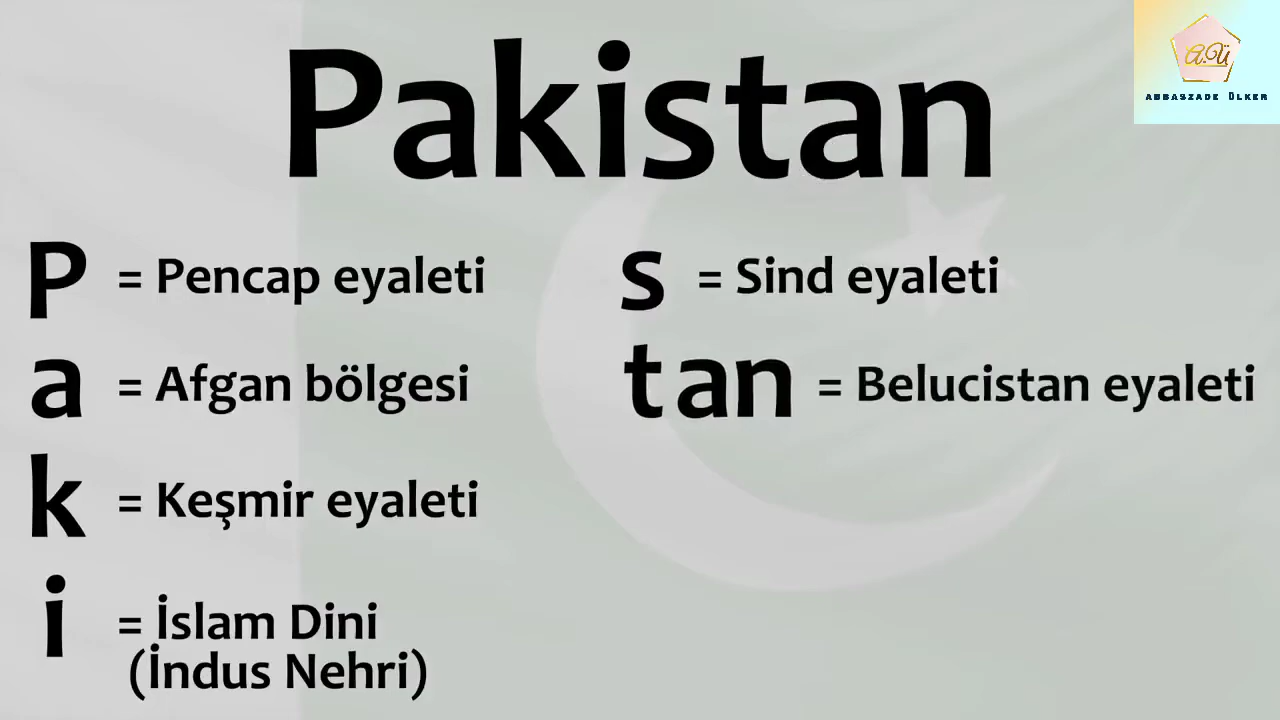 Pakistan
P = Pencap eyaleti
a = Afgan bölgesi
k = Keşmir eyaleti
i = İslam Dini
(İndus Nehri)
s = Sind eyaleti
tan = Belucistan eyaleti
A.Ü
ABBASZADE ÜLKER